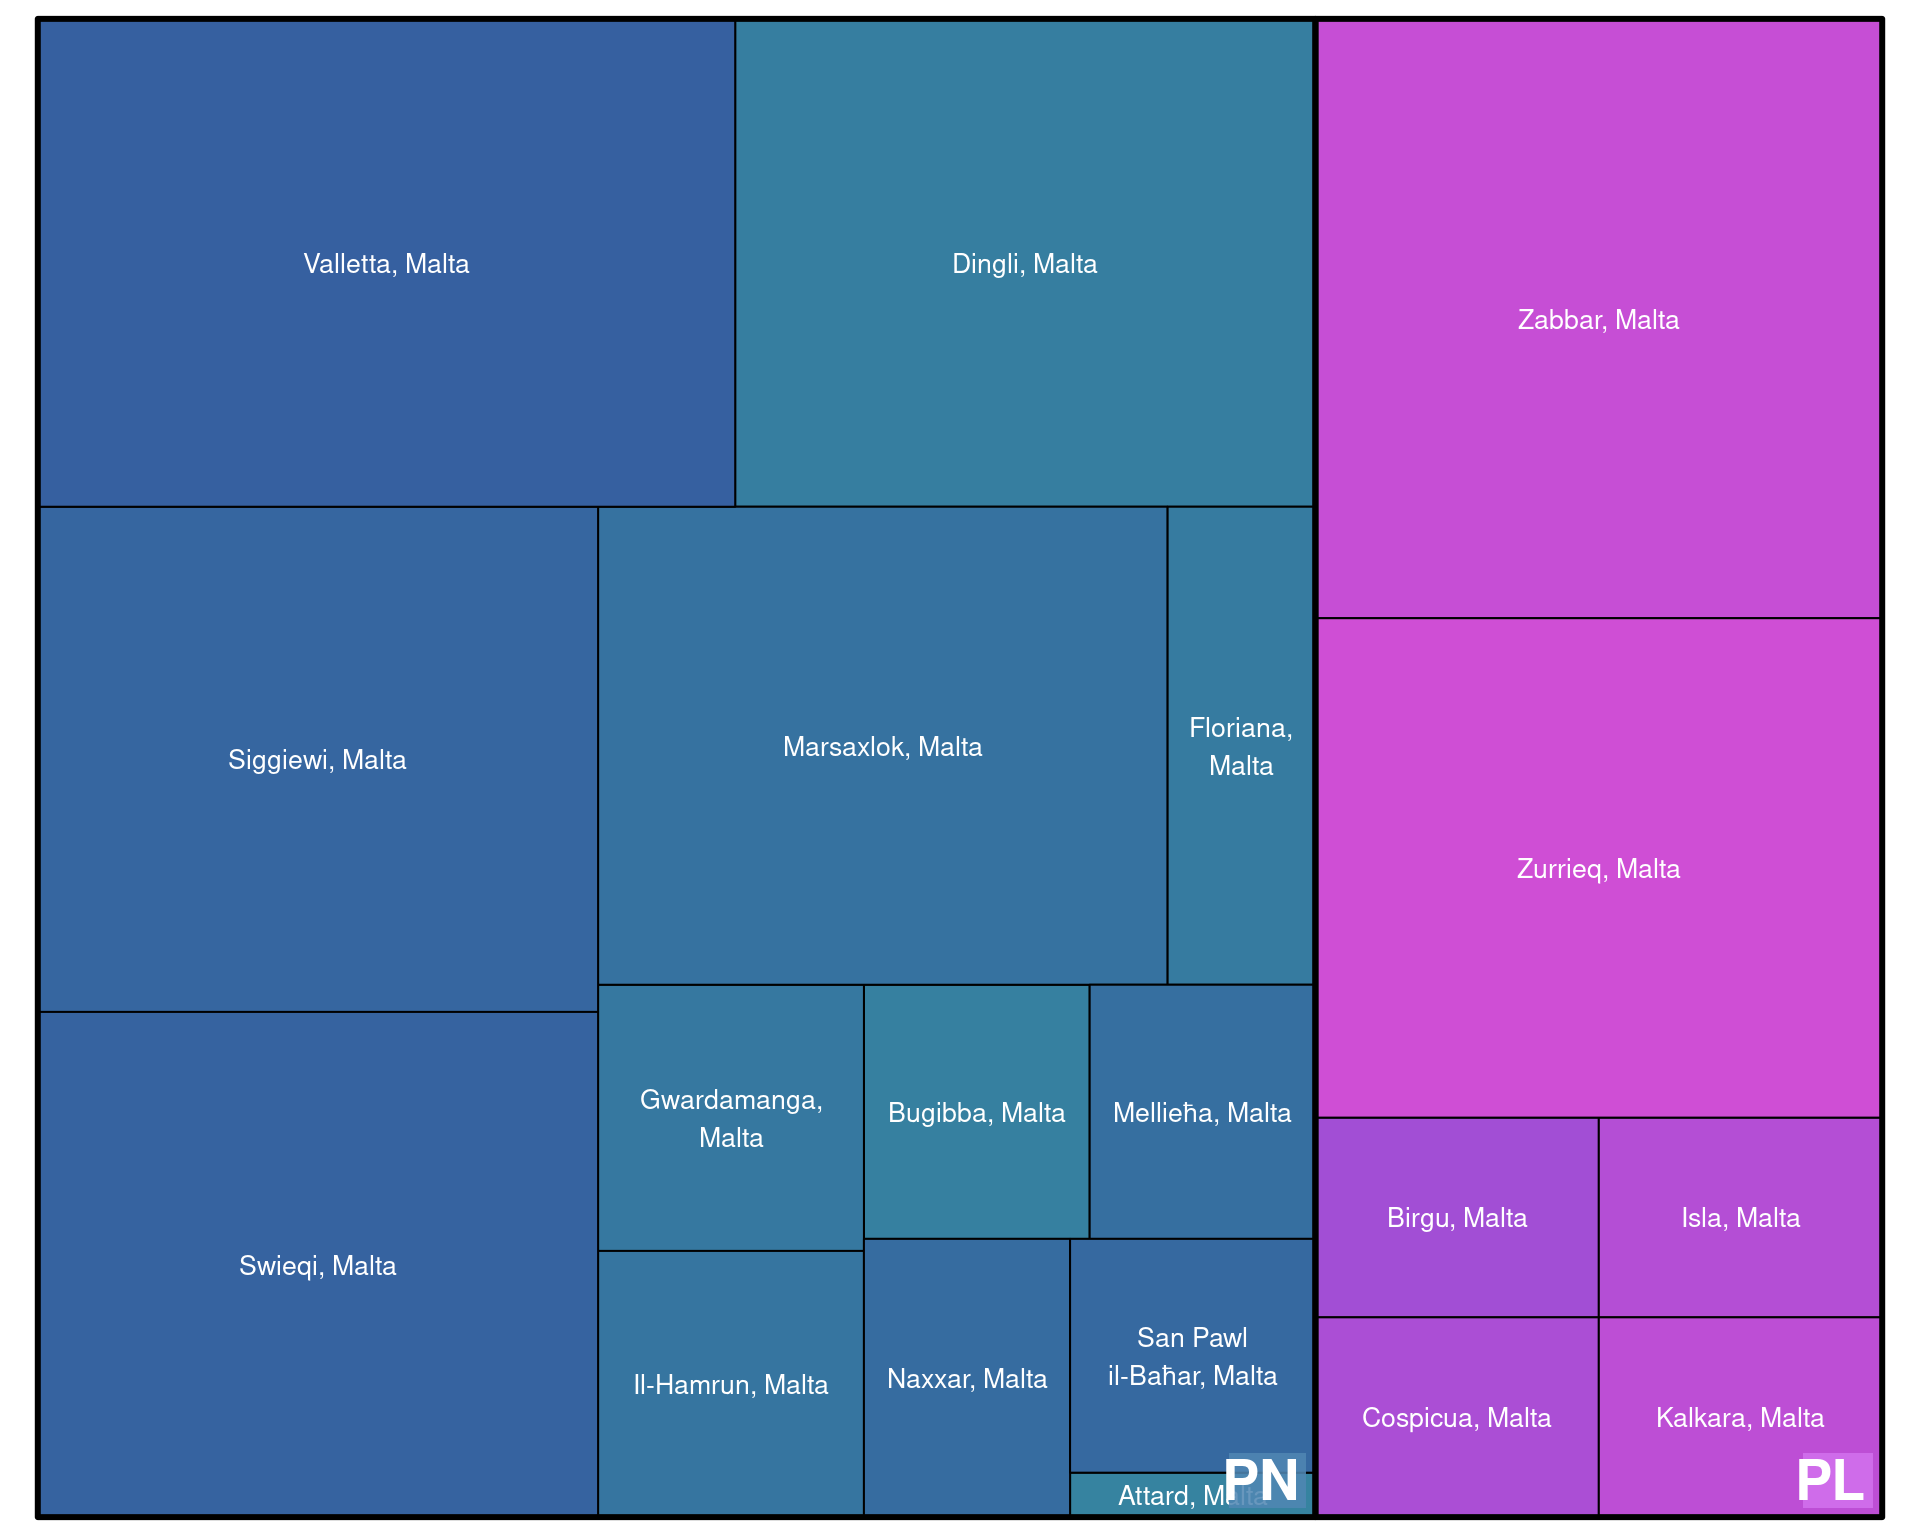 Valletta, Malta
Dingli, Malta
Zabbar, Malta
Siggiewi, Malta
Marsaxlok, Malta
Floriana,
Malta
Zurrieq, Malta
Swieqi, Malta
Gwardamanga,
Malta
Bugibba, Malta
Mellieħa, Malta
Il-Hamrun, Malta
Naxxar, Malta
San Pawl
il-Baħar, Malta
Attard, Malta
PN
Birgu, Malta
Isla, Malta
Cospicua, Malta
Kalkara, Malta
PL